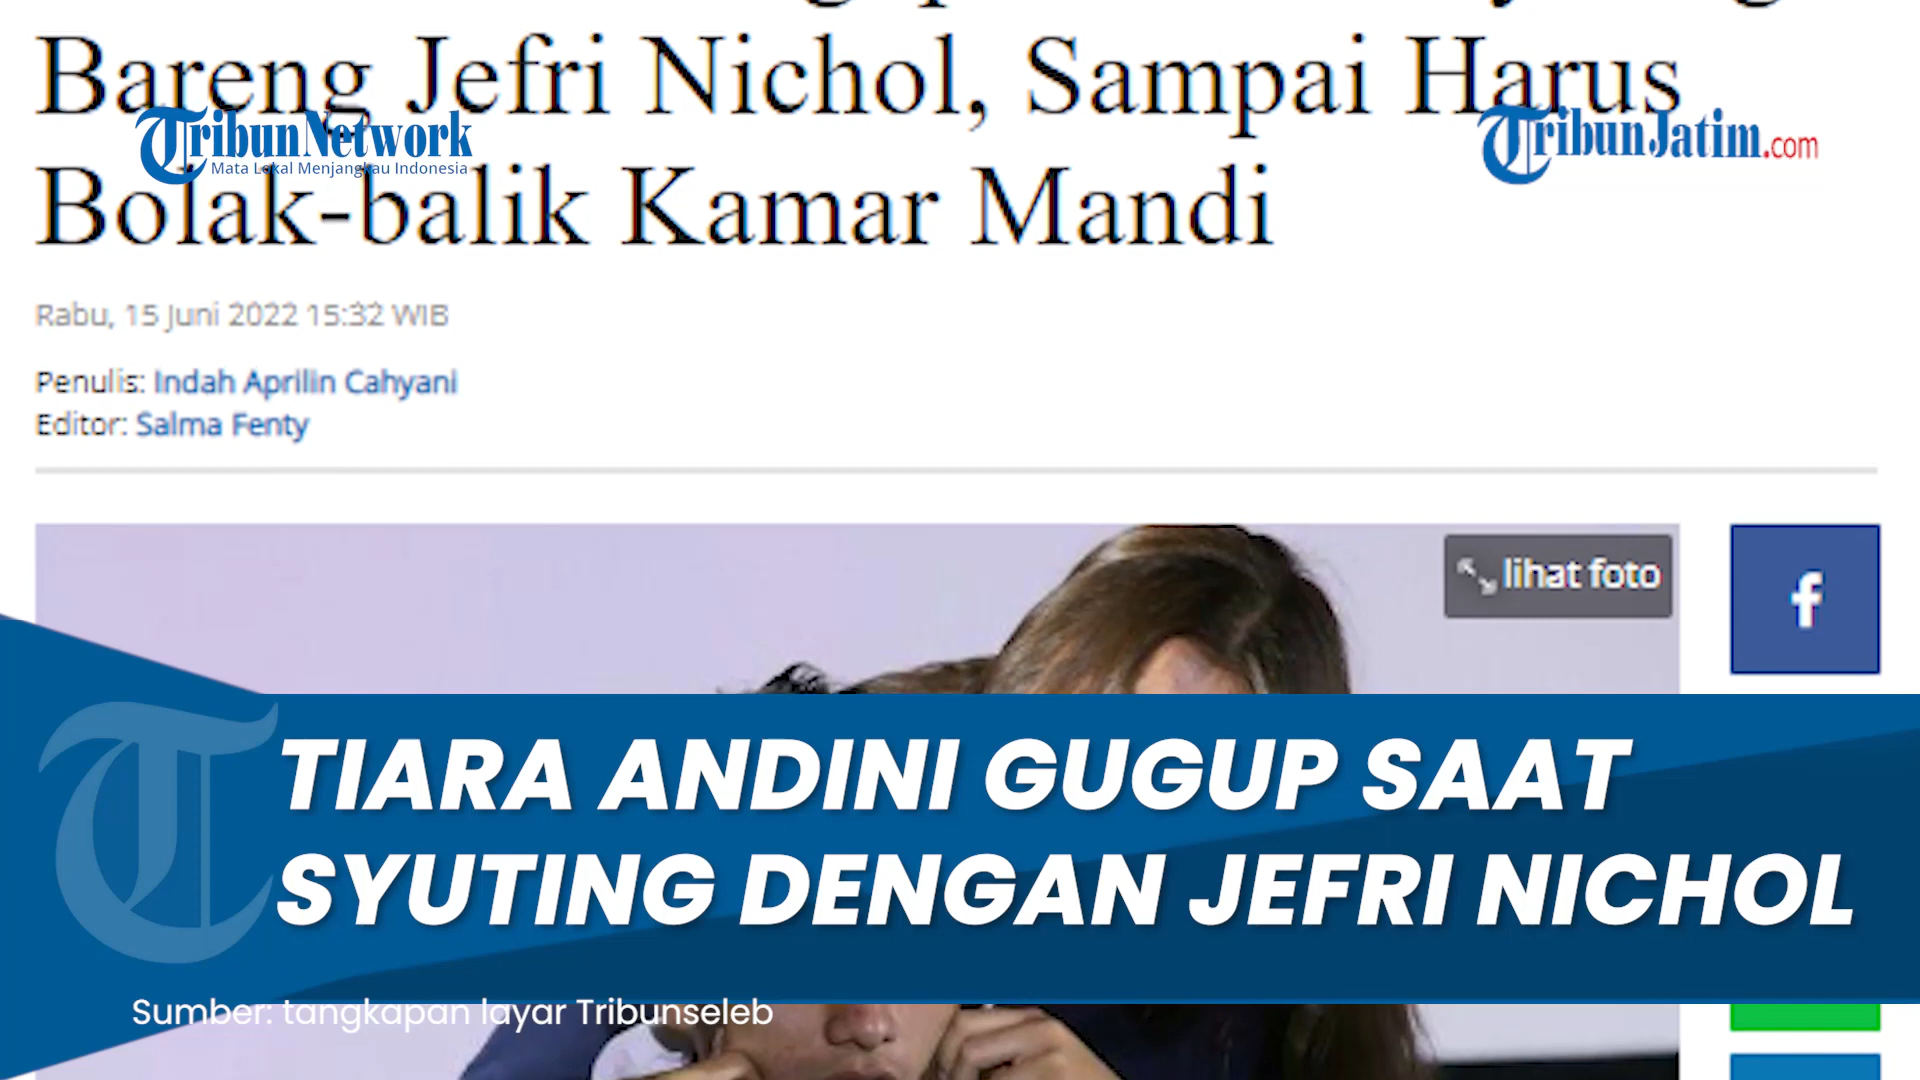 Bareng Jefri Nichol, Sampai Harus
Bolak-balik Kamar Mandi
TribunNetwork
Mata Lokal Menjangkau Indonesia
TribunJatim.com
Rabu, 15 Juni 2022 15:32 WIB
Penulis: Indah Aprilin Cahyani
Editor: Salma Fenty
lihat foto
f
TIARA ANDINI GUGUP SAAT
SYUTING DENGAN JEFRI NICHOL
Sumber: tangkapan layar Tribunseleb